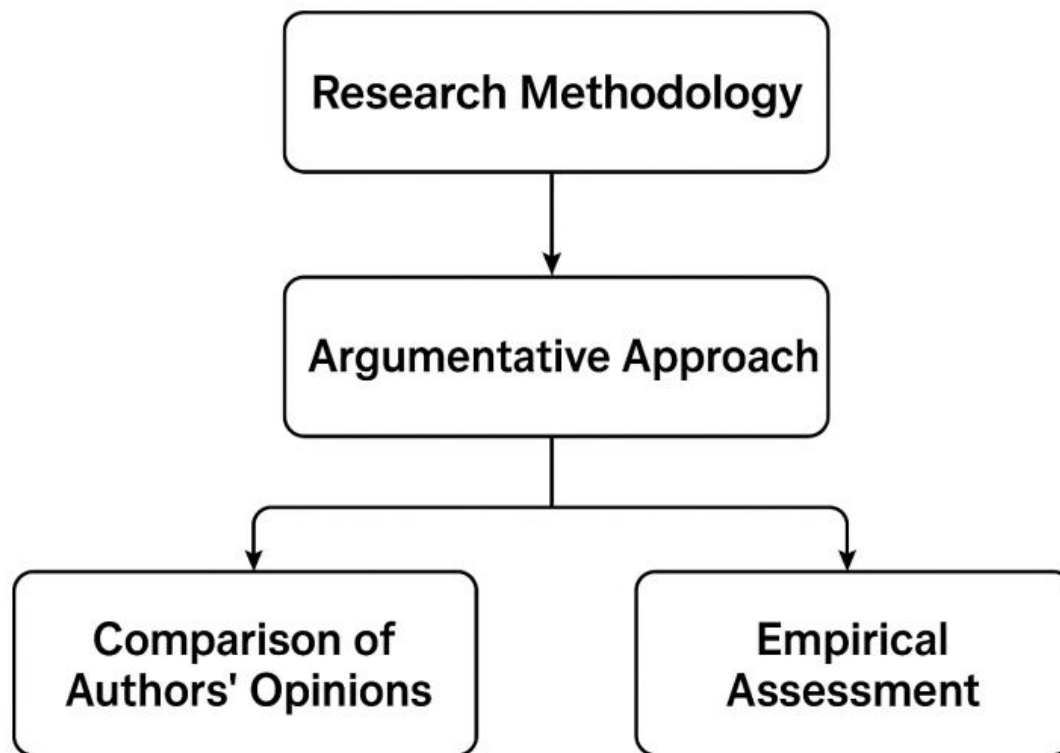 Research Methodology
Argumentative Approach
Comparison of
Authors' Opinions
Empirical
Assessment